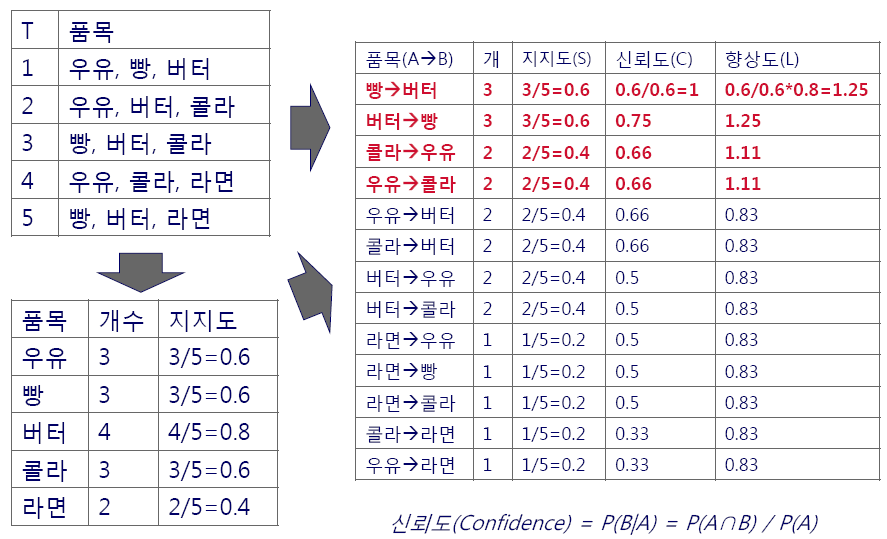 T 품목
1 우유, 빵, 버터
2 우유, 버터, 콜라
3 빵, 버터, 콜라
4 우유, 콜라, 라면
5 빵, 버터, 라면
품목 개수 지지도
우유 3 3/5=0.6
빵 3 3/5=0.6
버터 4 4/5=0.8
콜라 3 3/5=0.6
라면 2 2/5=0.4
품목(A→B) 개 지지도(S) 신뢰도(C) 향상도(L)
빵→버터 3 3/5=0.6 0.6/0.6=1 0.6/0.6*0.8=1.25
버터→빵 3 3/5=0.6 0.75 1.25
콜라→우유 2 2/5=0.4 0.66 1.11
우유→콜라 2 2/5=0.4 0.66 1.11
우유→버터 2 2/5=0.4 0.66 0.83
콜라→버터 2 2/5=0.4 0.66 0.83
버터→우유 2 2/5=0.4 0.5 0.83
버터→콜라 2 2/5=0.4 0.5 0.83
라면→우유 1 1/5=0.2 0.5 0.83
라면→빵 1 1/5=0.2 0.5 0.83
라면→콜라 1 1/5=0.2 0.5 0.83
콜라→라면 1 1/5=0.2 0.33 0.83
우유→라면 1 1/5=0.2 0.33 0.83
신뢰도(Confidence) = P(B|A) = P(A∩B) / P(A)